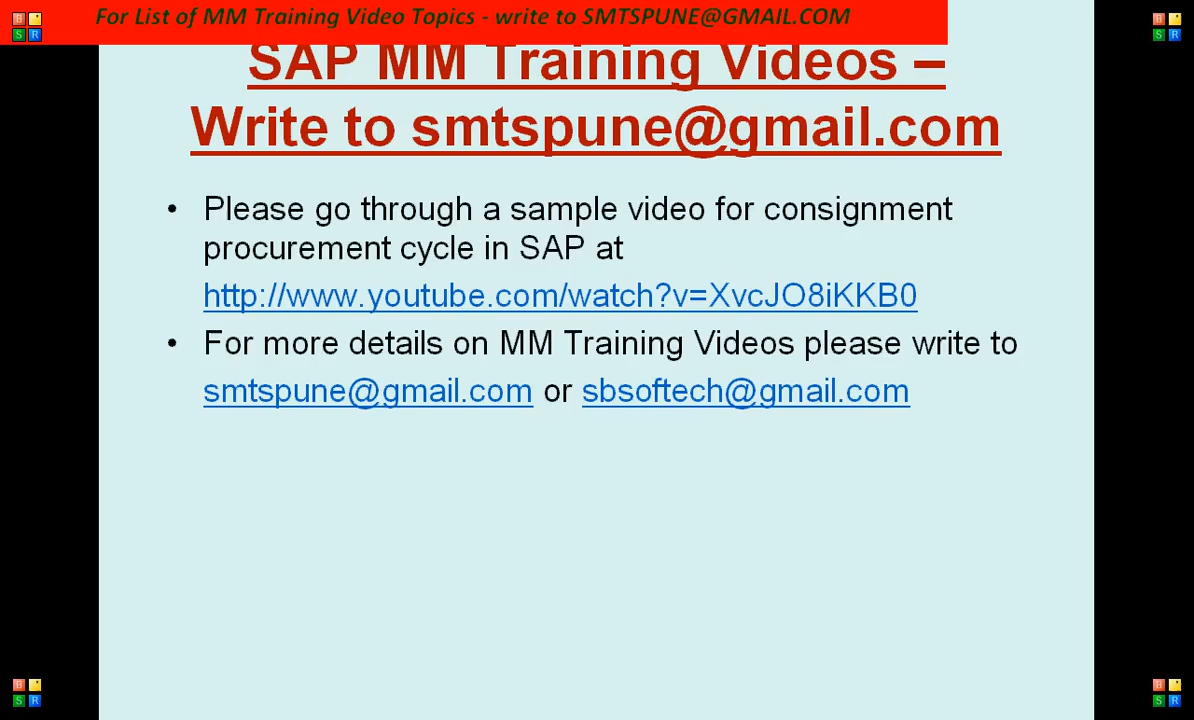 For List of MM Training Video Topics - write to SMTSPUNE@GMAIL.COM
SAP MM Training Videos –
Write to smtspune@gmail.com
• Please go through a sample video for consignment
procurement cycle in SAP at
http://www.youtube.com/watch?v=XvcJO8iKKB0
• For more details on MM Training Videos please write to
smtspune@gmail.com or sbsoftech@gmail.com
B
S R
B
S R
B
S R
B
S R